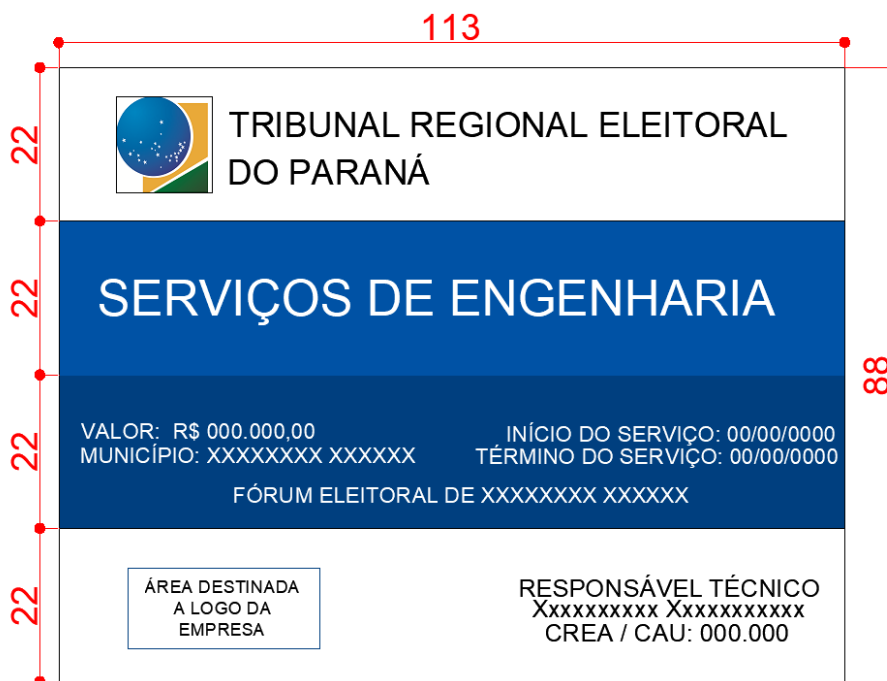 113
22
TRIBUNAL REGIONAL ELEITORAL
DO PARANÁ
22
SERVIÇOS DE ENGENHARIA
88
22
VALOR: R$ 000.000,00
MUNICÍPIO: XXXXXXXX XXXXXX
INÍCIO DO SERVIÇO: 00/00/0000
TÉRMINO DO SERVIÇO: 00/00/0000
FÓRUM ELEITORAL DE XXXXXXXX XXXXXX
22
ÁREA DESTINADA
A LOGO DA
EMPRESA
RESPONSÁVEL TÉCNICO
Xxxxxxxxxx Xxxxxxxxxxx
CREA / CAU: 000.000